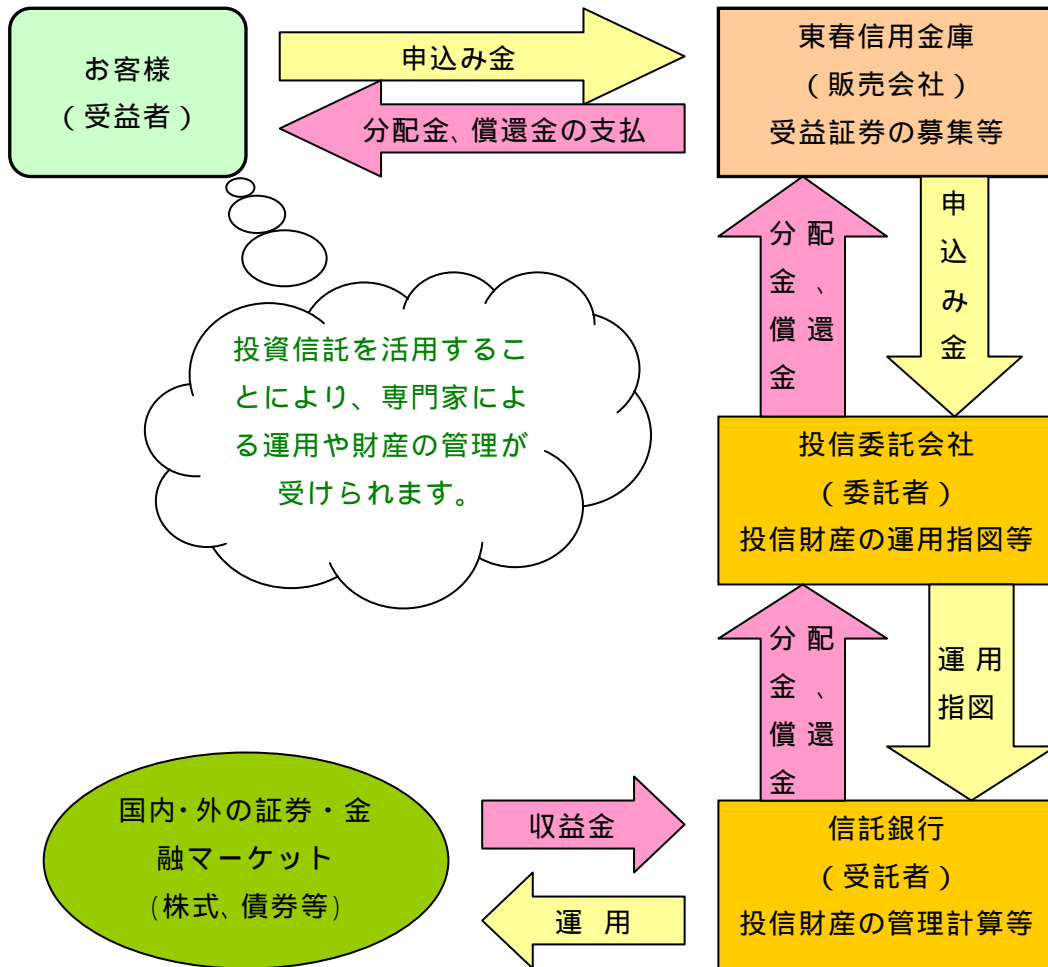 お客様
（受益者）
申込み金
分配金、償還金の支払
東春信用金庫
（販売会社）
受益証券の募集等
分配
金、
償還
金
申
込
み
金
投資信託を活用するこ
とにより、専門家によ
る運用や財産の管理が
受けられます。
投信委託会社
（委託者）
投信財産の運用指図等
分配
金、
償還
金
運用
指図
国内・外の証券・金
融マーケット
（株式、債券等）
収益金
運 用
信託銀行
（受託者）
投信財産の管理計算等